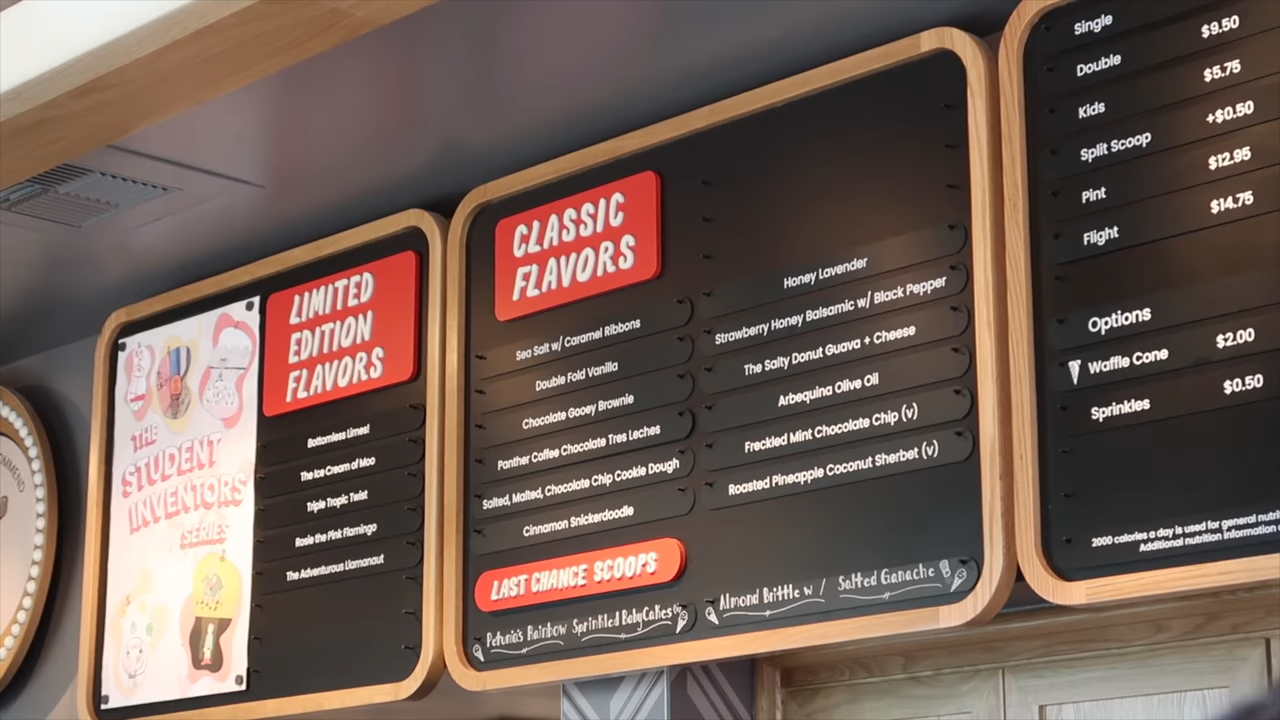 OMMEND
THE
STUDENT
INVENTORS
SERIES
LIMITED
EDITION
FLAVORS
Bottomless Limes!
The Ice Cream of Moo
Triple Tropic Twist
Rosie the Pink Flamingo
The Adventurous Llamanaut
CLASSIC
FLAVORS
Sea Salt w/ Caramel Ribbons
Double Fold Vanilla
Chocolate Gooey Brownie
Panther Coffee Chocolate Tres Leches
Salted, Malted, Chocolate Chip Cookie Dough
Cinnamon Snickerdoodle
Honey Lavender
Strawberry Honey Balsamic w/ Black Pepper
The Salty Donut Guava + Cheese
Arbequina Olive Oil
Freckled Mint Chocolate Chip (v)
Roasted Pineapple Coconut Sherbet (v)
LAST CHANCE SCOOPS
Petunia's Rainbow Sprinkled BabyCakes
Almond Brittle w/ Salted Ganache
Single $9.50
Double $5.75
Kids +$0.50
Split Scoop $12.95
Pint $14.75
Flight
Options
Waffle Cone $2.00
Sprinkles $0.50
2000 calories a day is used for general nutri
Additional nutrition information